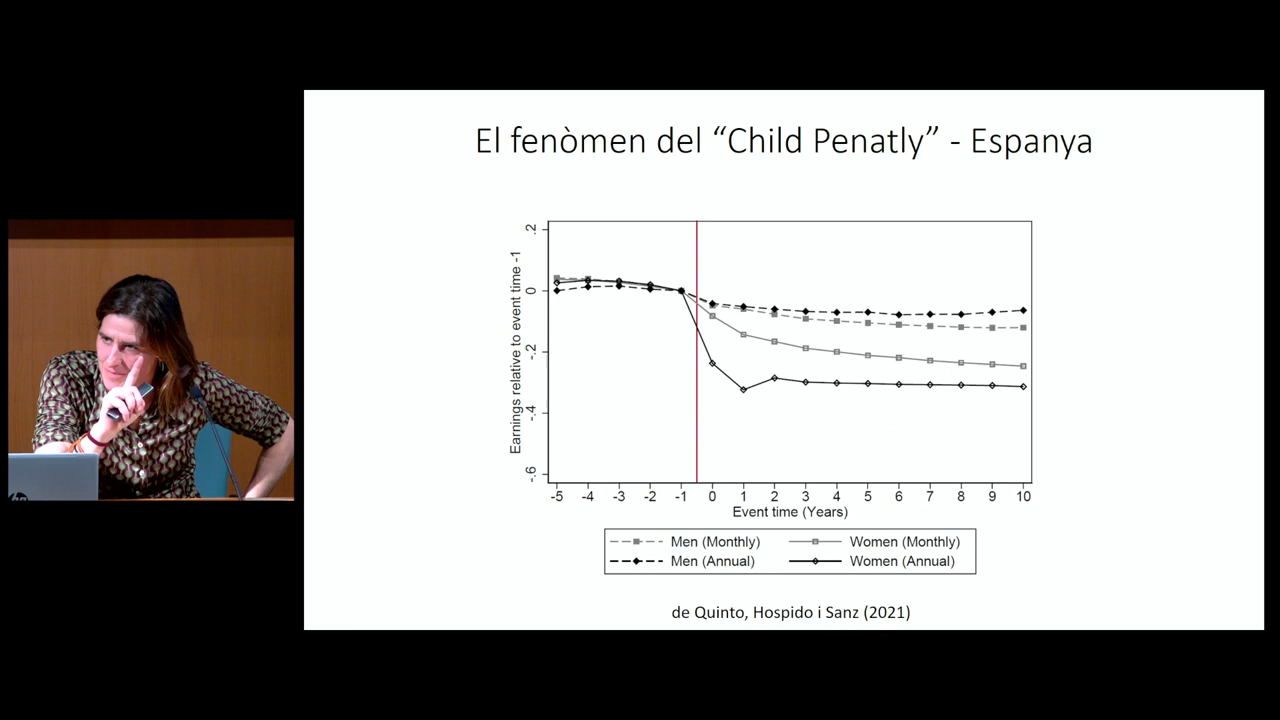 El fenòmen del “Child Penatly” - Espanya
.2
0
-.2
-.4
-.6
Earnings relative to event time -1
-5 -4 -3 -2 -1 0 1 2 3 4 5 6 7 8 9 10
Event time (Years)
Men (Monthly) Women (Monthly)
Men (Annual) Women (Annual)
de Quinto, Hospido i Sanz (2021)
hp